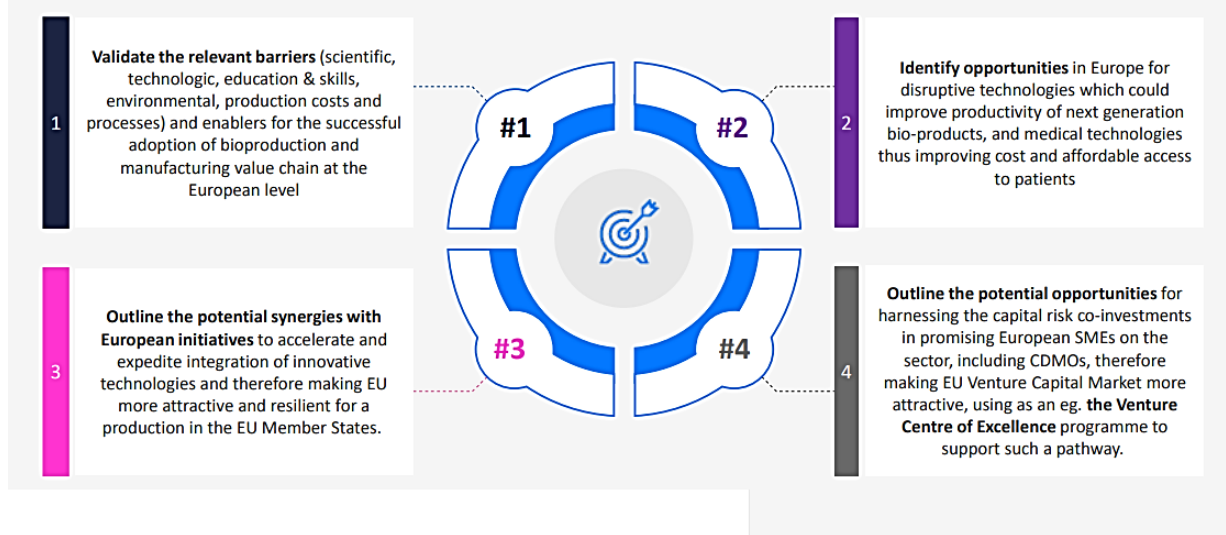 1
Validate the relevant barriers (scientific,
technologic, education & skills,
environmental, production costs and
processes) and enablers for the successful
adoption of bioproduction and
manufacturing value chain at the
European level
#1
#2
2
Identify opportunities in Europe for
disruptive technologies which could
improve productivity of next generation
bio-products, and medical technologies
thus improving cost and affordable access
to patients
3
Outline the potential synergies with
European initiatives to accelerate and
expedite integration of innovative
technologies and therefore making EU
more attractive and resilient for a
production in the EU Member States.
#3
#4
4
Outline the potential opportunities for
harnessing the capital risk co-investments
in promising European SMEs on the
sector, including CDMOs, therefore
making EU Venture Capital Market more
attractive, using as an eg. the Venture
Centre of Excellence programme to
support such a pathway.